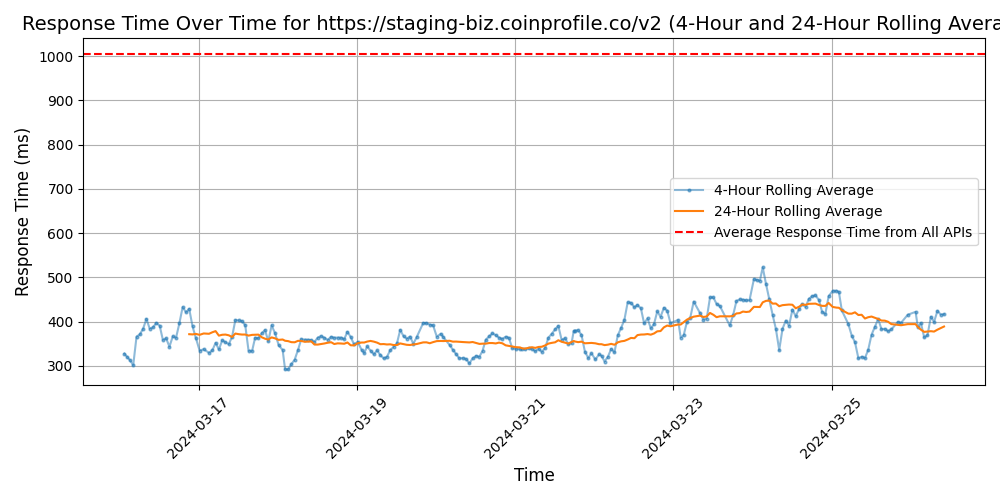 Response Time Over Time for https://staging-biz.coinprofile.co/v2 (4-Hour and 24-Hour Rolling Avera
Response Time (ms)
1000
900
800
700
600
500
400
300
4-Hour Rolling Average
24-Hour Rolling Average
Average Response Time from All APIs
2024-03-17
2024-03-19
2024-03-21
2024-03-23
2024-03-25
Time